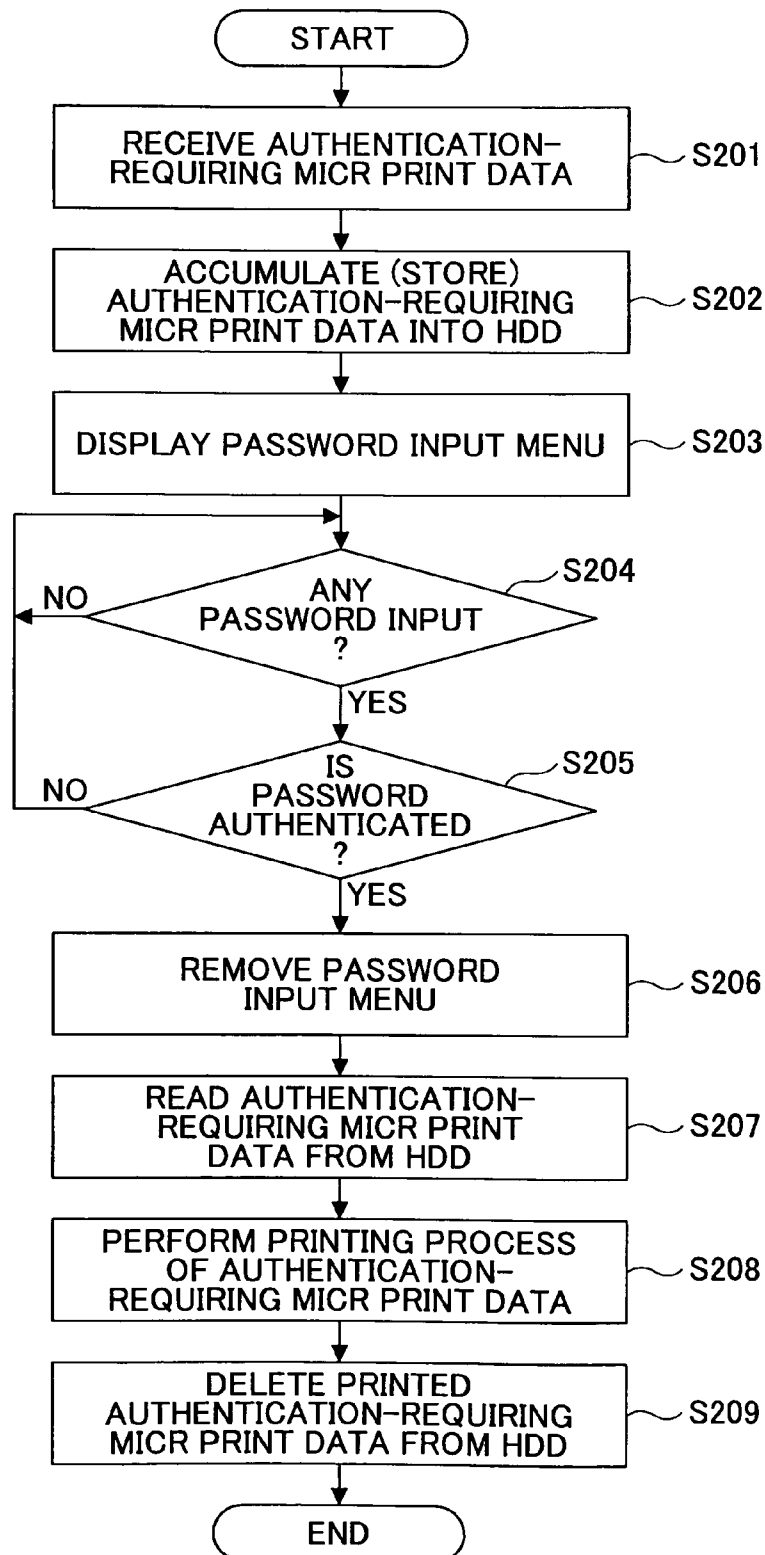 START
RECEIVE AUTHENTICATION-
REQUIRING MICR PRINT DATA
S201
ACCUMULATE (STORE)
AUTHENTICATION-REQUIRING
MICR PRINT DATA INTO HDD
S202
DISPLAY PASSWORD INPUT MENU
S203
S204
NO
ANY
PASSWORD INPUT
?
YES
S205
NO
IS
PASSWORD
AUTHENTICATED
?
YES
REMOVE PASSWORD
INPUT MENU
S206
READ AUTHENTICATION-
REQUIRING MICR PRINT
DATA FROM HDD
S207
PERFORM PRINTING PROCESS
OF AUTHENTICATION-
REQUIRING MICR PRINT DATA
S208
DELETE PRINTED
AUTHENTICATION-REQUIRING
MICR PRINT DATA FROM HDD
S209
END